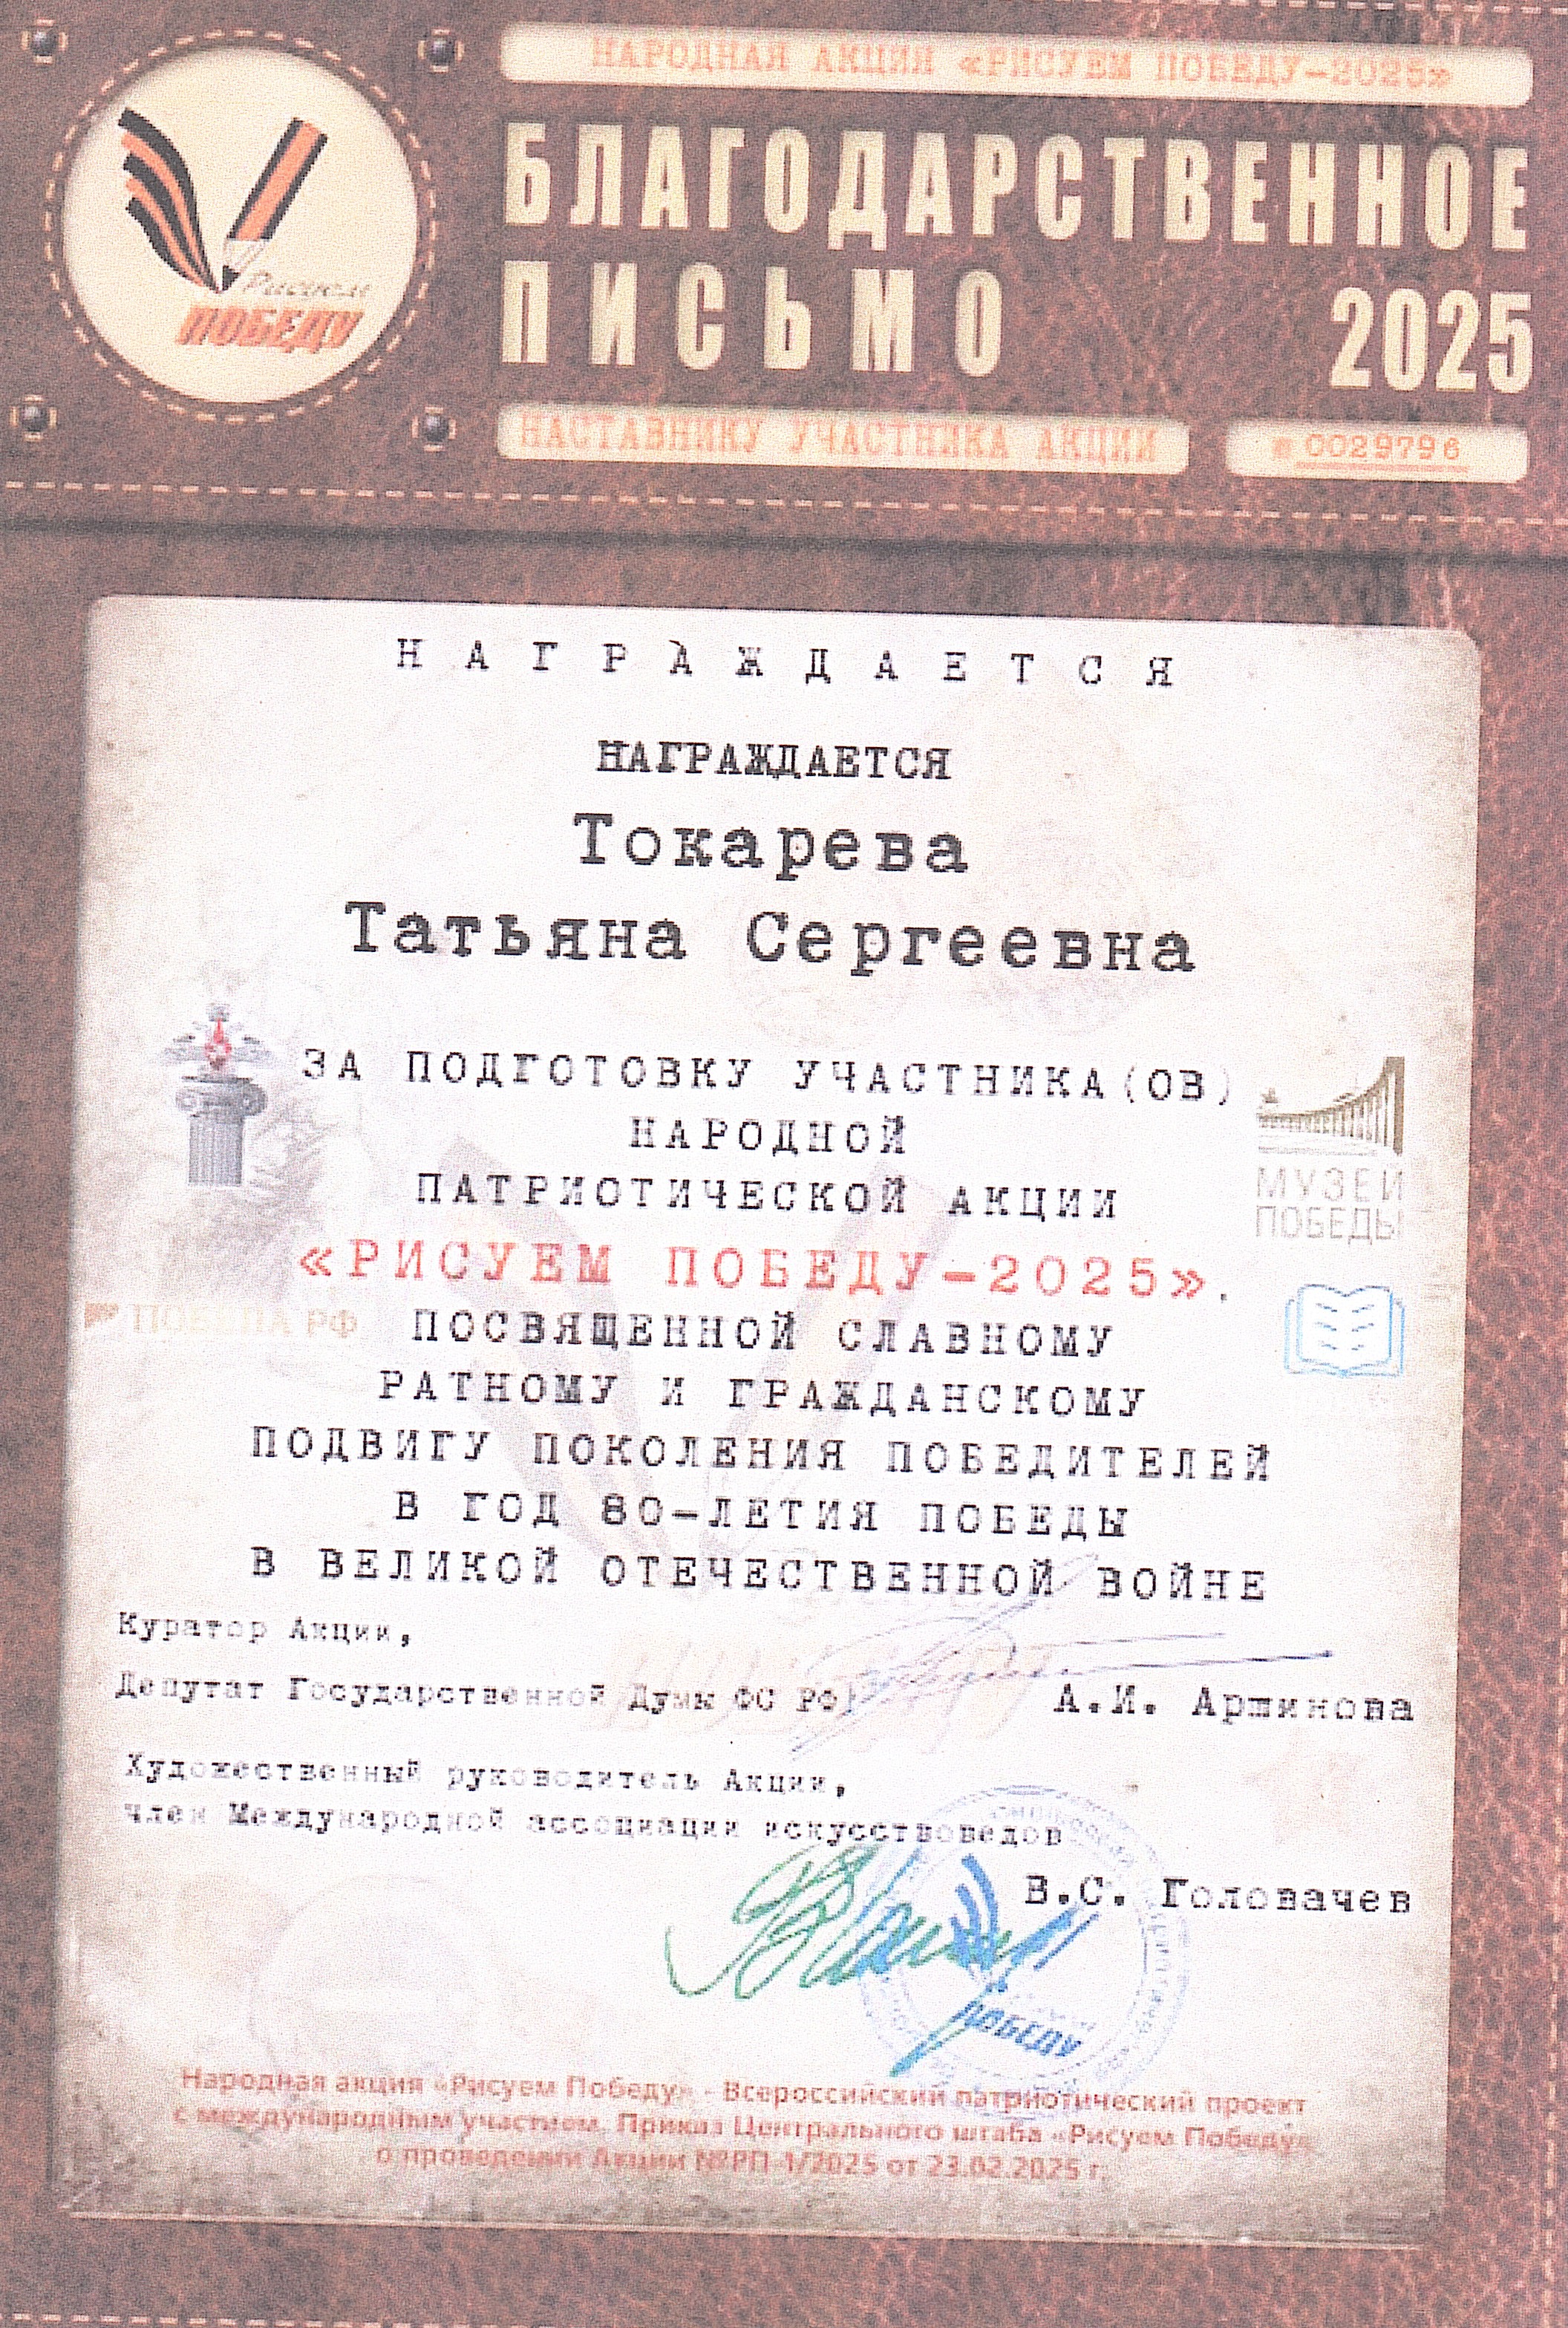 НАРОДНАЯ АКЦИЯ «РИСУЕМ ПОБЕДУ-2025»
БЛАГОДАРСТВЕННОЕ
ПИСЬМО 2025
Рисуем
ПОБЕДУ
НАСТАВНИКУ УЧАСТНИКА АКЦИИ
0029796
НАГРАЖДАЕТСЯ
НАГРАЖДАЕТСЯ
Токарева
Татьяна Сергеевна
ЗА ПОДГОТОВКУ УЧАСТНИКА(ОВ)
НАРОДНОЙ
ПАТРИОТИЧЕСКОЙ АКЦИИ
«РИСУЕМ ПОБЕДУ-2025».
ПОСВЯЩЕННОЙ СЛАВНОМУ
РАТНОМУ И ГРАЖДАНСКОМУ
ПОДВИГУ ПОКОЛЕНИЯ ПОБЕДИТЕЛЕЙ
В ГОД 80-ЛЕТИЯ ПОБЕДЫ
В ВЕЛИКОЙ ОТЕЧЕСТВЕННОЙ ВОЙНЕ
МУЗЕЙ
ПОБЕДЫ
ПОБЕДА РФ
Куратор Акции,
Депутат Государственной Думы ФС РФ А.И. Аршинова
Художественный руководитель Акции,
член Международной ассоциации искусствоведов
В.С. Головачев
ПОБЕДУ
Народная акция «Рисуем Победу» - Всероссийский патриотический проект
с международным участием. Приказ Центрального штаба «Рисуем Победу»
о проведении Акции №РП-1/2025 от 23.02.2025 г.